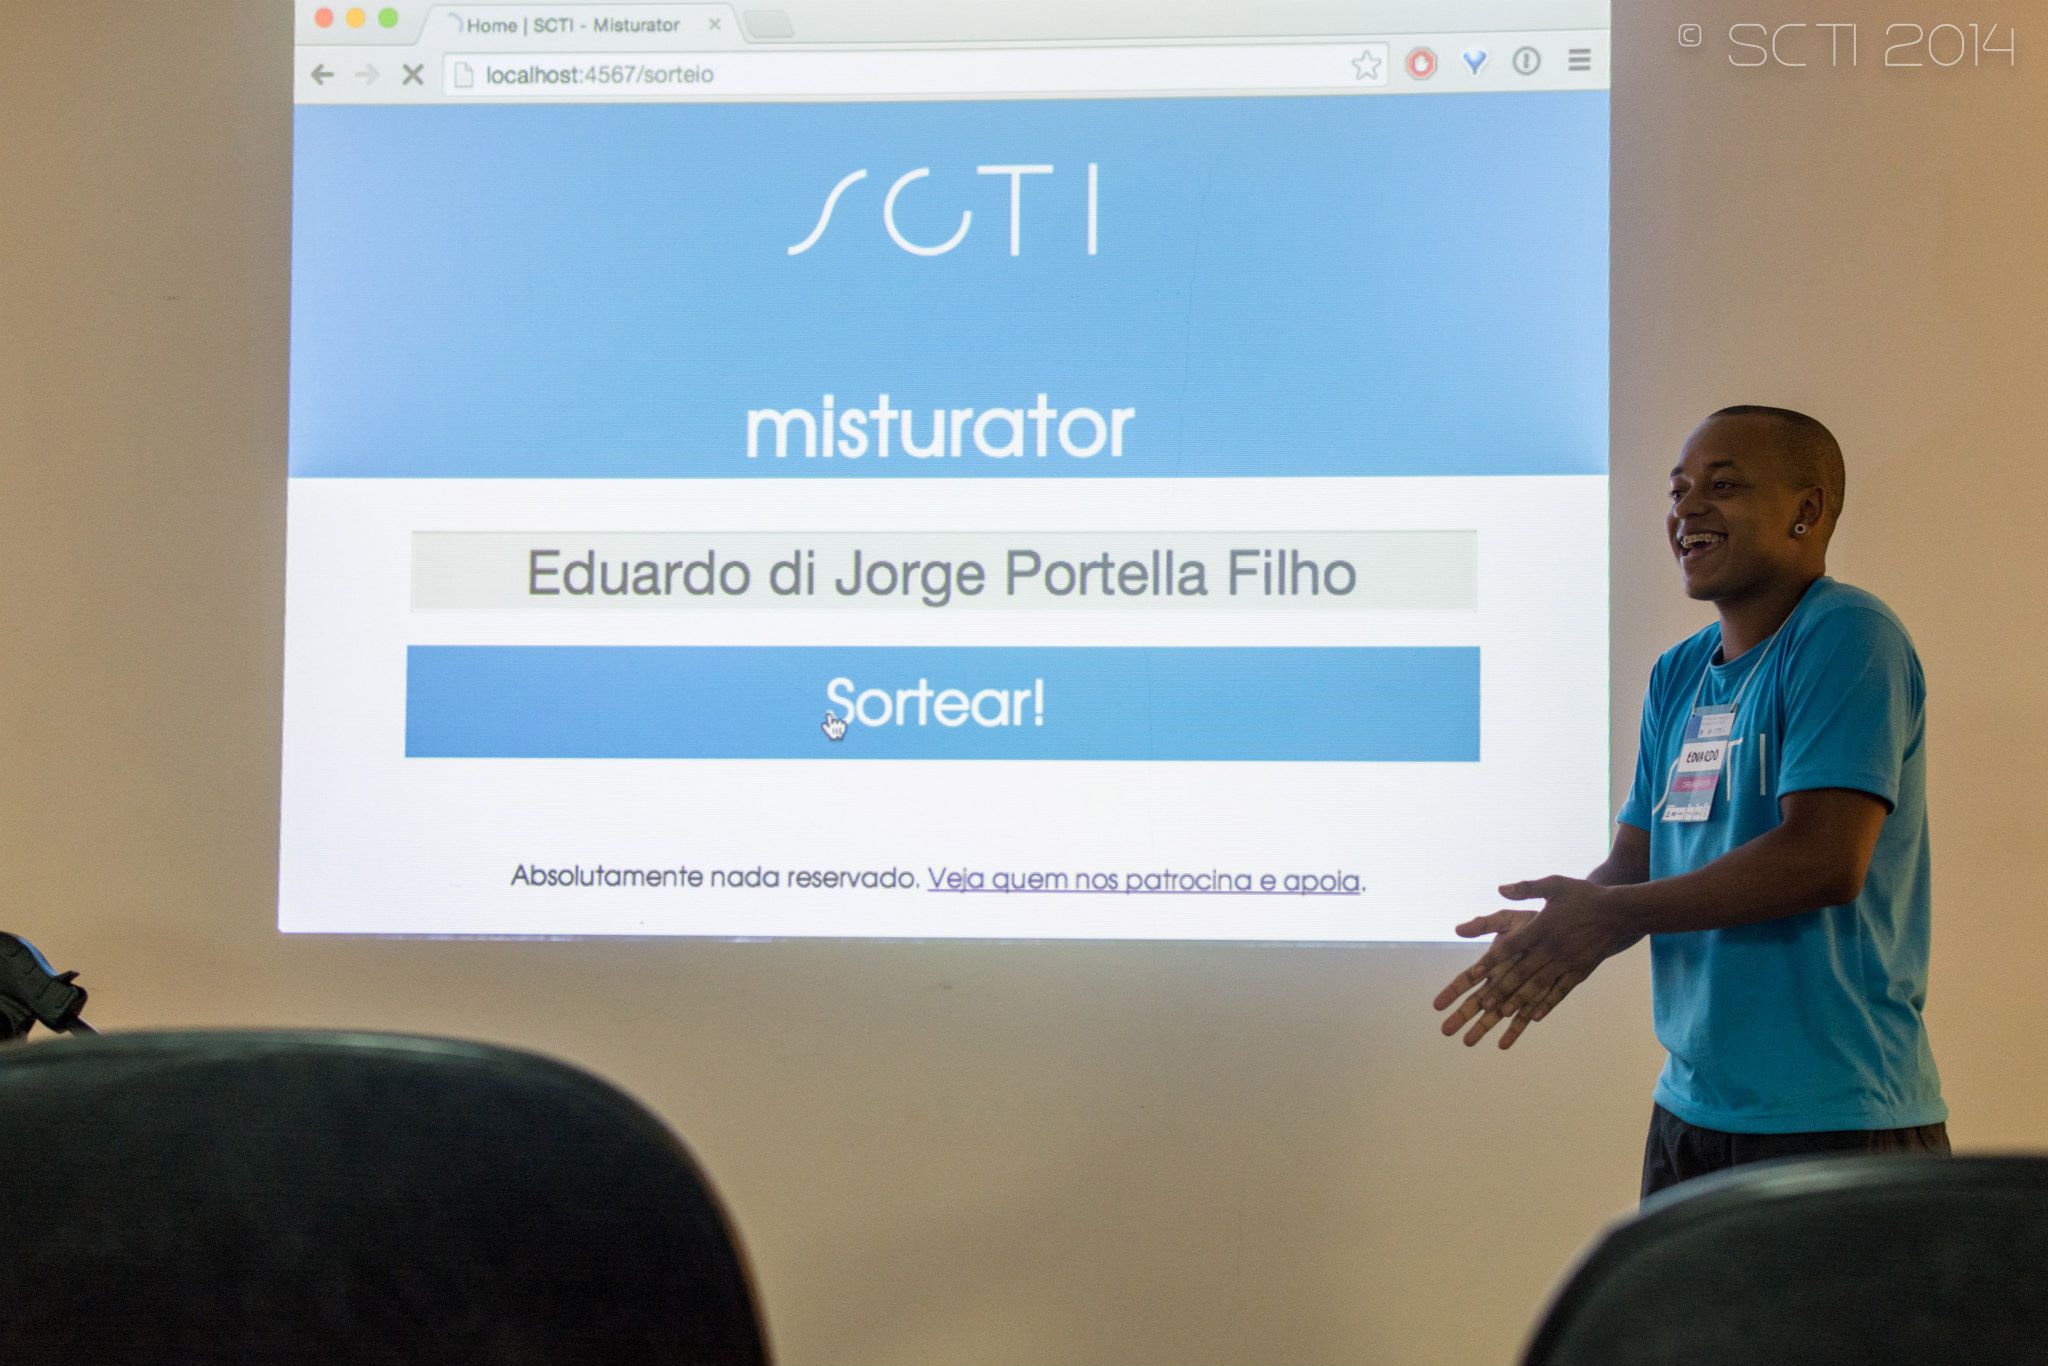 Home | SCTI - Misturator
localhost:4567/sorteio
© SCTI 2014
SCTI
misturator
Eduardo di Jorge Portella Filho
Sortear!
Absolutamente nada reservado. Veja quem nos patrocina e apoia.
EDUARDO